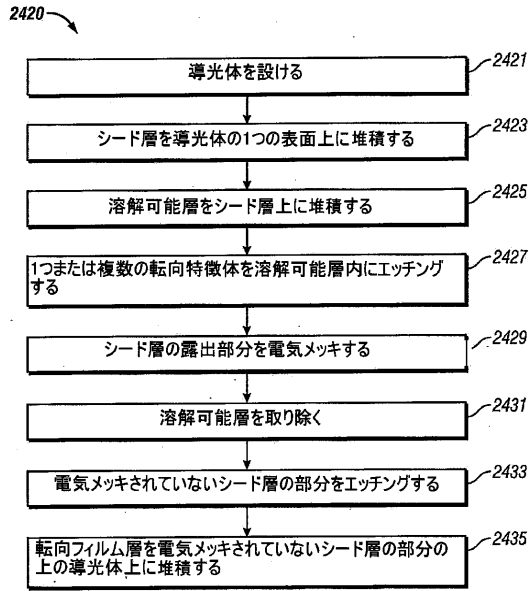 2420
導光体を設ける
2421
シード層を導光体の1つの表面上に堆積する
2423
溶解可能層をシード層上に堆積する
2425
1つまたは複数の転向特徴体を溶解可能層内にエッチング
する
2427
シード層の露出部分を電気メッキする
2429
溶解可能層を取り除く
2431
電気メッキされていないシード層の部分をエッチングする
2433
転向フィルム層を電気メッキされていないシード層の部分の
上の導光体上に堆積する
2435